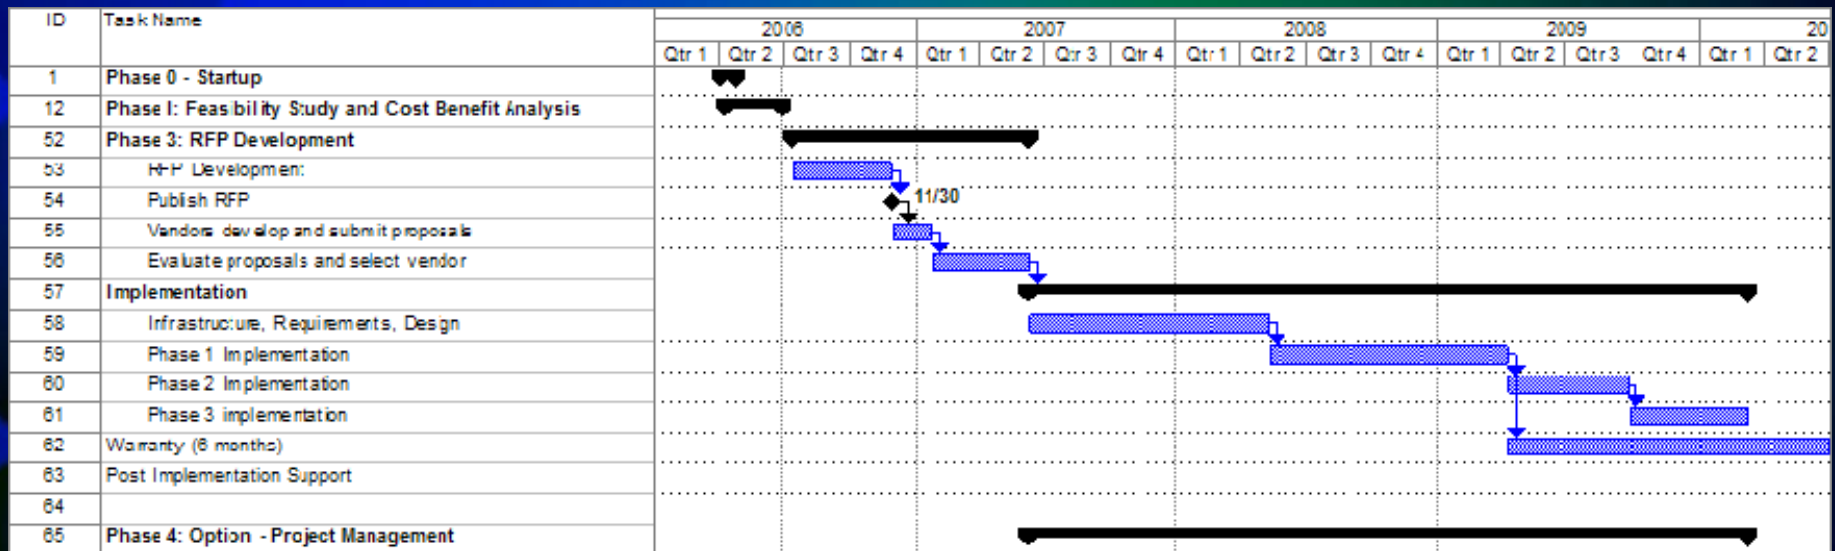 ID Task Name
2006 2007 2008 2009 20
Qtr 1 Qtr 2 Qtr 3 Qtr 4 Qtr 1 Qtr 2 Qtr 3 Qtr 4 Qtr 1 Qtr 2 Qtr 3 Qtr 4 Qtr 1 Qtr 2 Qtr 3 Qtr 4 Qtr 1 Qtr 2
1 Phase 0 - Startup
12 Phase I: Feasibility Study and Cost Benefit Analysis
52 Phase 3: RFP Development
53 RFP Development
54 Publish RFP 11/30
55 Vendors develop and submit proposals
56 Evaluate proposals and select vendor
57 Implementation
58 Infrastructure, Requirements, Design
59 Phase 1 Implementation
60 Phase 2 Implementation
61 Phase 3 implementation
62 Warranty (6 months)
63 Post Implementation Support
64
65 Phase 4: Option - Project Management